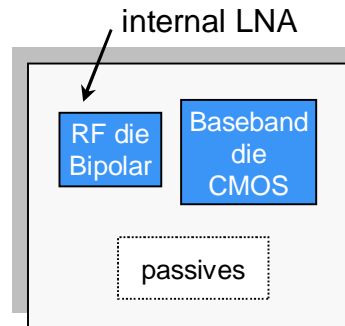 internal LNA
RF die
Bipolar
Baseband
die
CMOS
passives